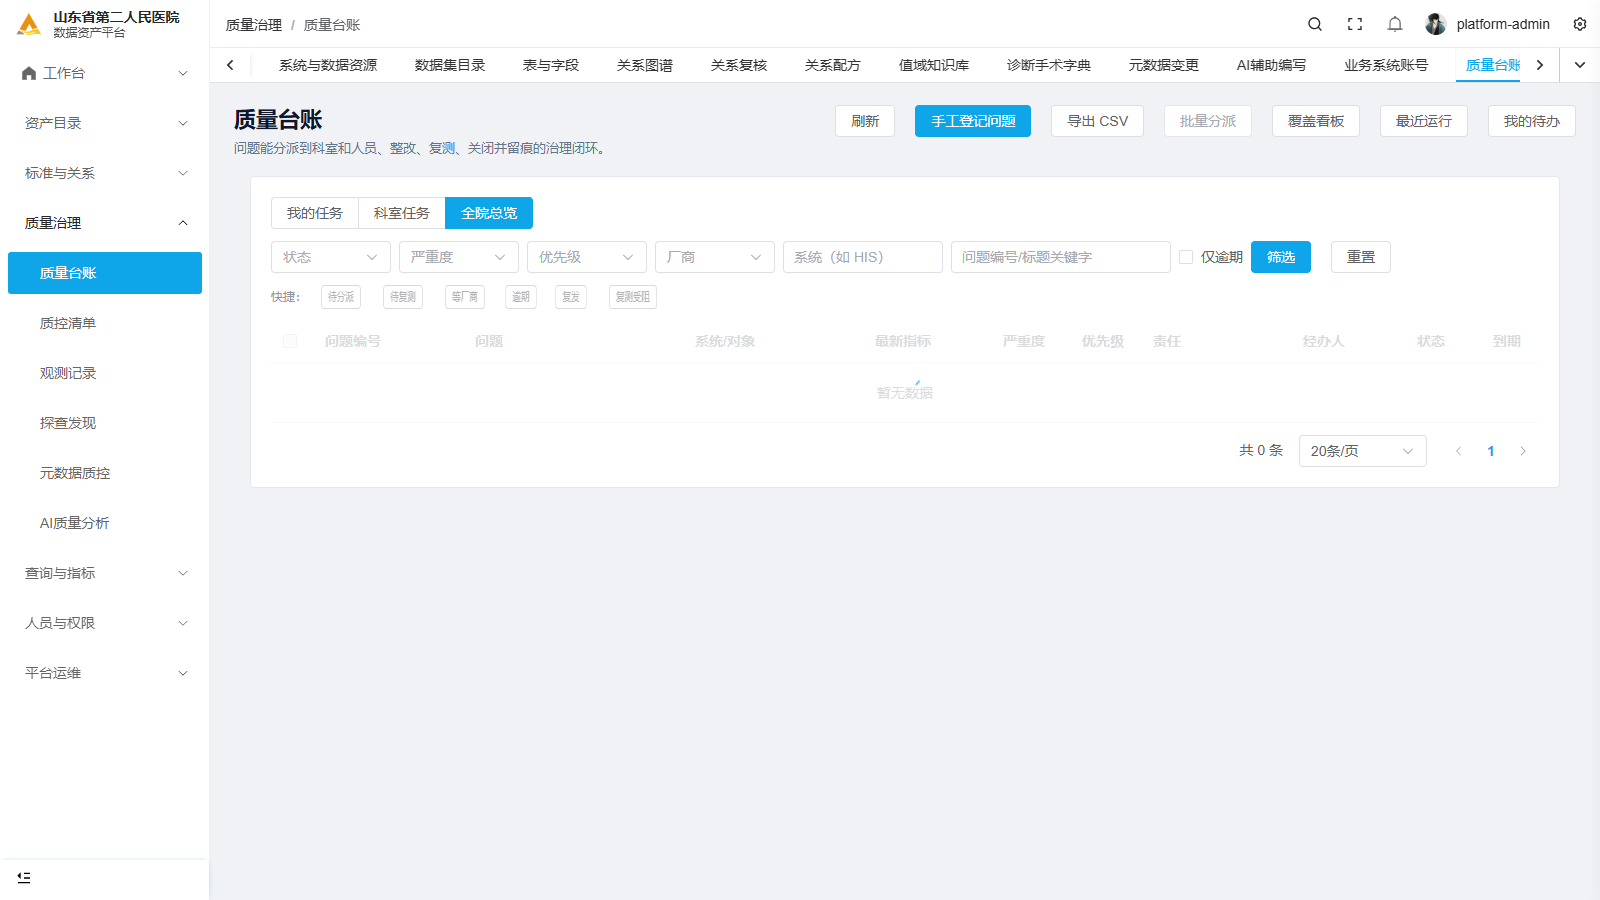 山东省第二人民医院
数据资产平台
质量治理 / 质量台账
platform-admin
系统与数据资源 数据集目录 表与字段 关系图谱 关系复核 关系配方 值域知识库 诊断手术字典 元数据变更 AI辅助编写 业务系统账号 质量台账
工作台
资产目录
标准与关系
质量治理
质量台账
质控清单
观测记录
探查发现
元数据质控
AI质量分析
查询与指标
人员与权限
平台运维
质量台账
问题能分派到科室和人员、整改、复测、关闭并留痕的治理闭环。
刷新 手工登记问题 导出 CSV 批量分派 覆盖看板 最近运行 我的待办
我的任务 科室任务 全院总览
状态 严重度 优先级 厂商 系统（如 HIS） 问题编号/标题关键字 仅逾期 筛选 重置
快捷： 待分派 待复测 等厂商 逾期 复发 复测受阻
问题编号 问题 系统/对象 最新指标 严重度 优先级 责任 经办人 状态 到期
暂无数据
共 0 条 20条/页 1